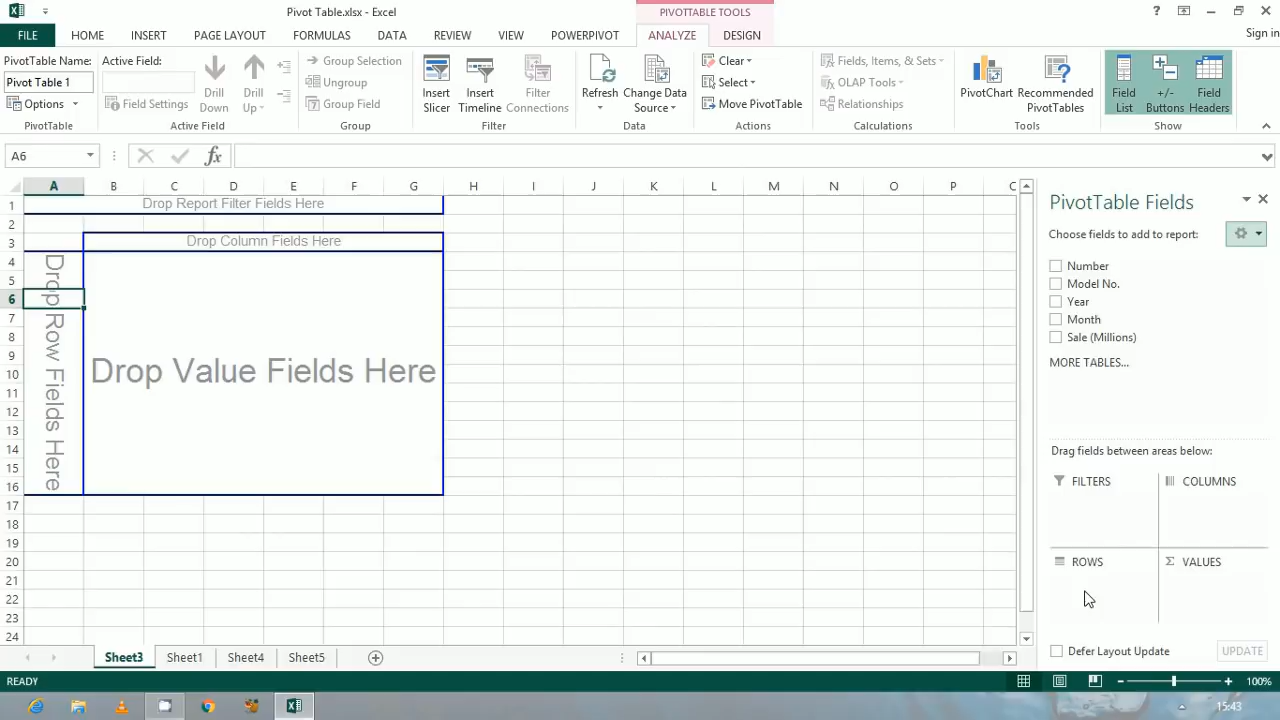 Pivot Table.xlsx - Excel
PIVOTTABLE TOOLS
?
FILE HOME INSERT PAGE LAYOUT FORMULAS DATA REVIEW VIEW POWERPIVOT ANALYZE DESIGN Sign in
PivotTable Name:
Pivot Table 1
Options
PivotTable
Active Field:
Field Settings
Drill Down
Drill Up
Active Field
Group Selection
Ungroup
Group Field
Group
Insert Slicer
Insert Timeline
Filter Connections
Filter
Refresh
Change Data Source
Data
Clear
Select
Move PivotTable
Actions
Fields, Items, & Sets
OLAP Tools
Relationships
Calculations
PivotChart
Recommended PivotTables
Tools
Field List
+/- Buttons
Field Headers
Show
A6
fx
A B C D E F G H I J K L M N O P C
1
2
3
4
5
6
7
8
9
10
11
12
13
14
15
16
17
18
19
20
21
22
23
24
Drop Report Filter Fields Here
Drop Column Fields Here
Drop Row Fields Here
Drop Value Fields Here
PivotTable Fields
Choose fields to add to report:
Number
Model No.
Year
Month
Sale (Millions)
MORE TABLES...
Drag fields between areas below:
FILTERS
COLUMNS
ROWS
Σ VALUES
Defer Layout Update
UPDATE
Sheet3 Sheet1 Sheet4 Sheet5
READY
100%
15:43